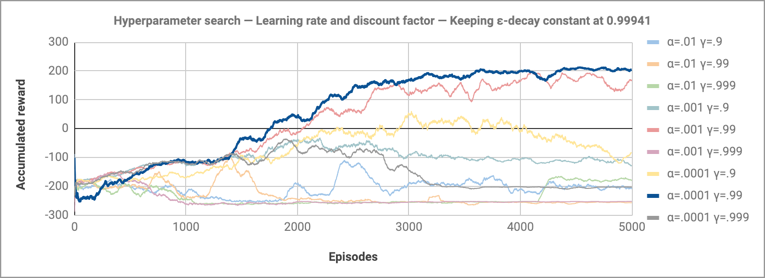 Hyperparameter search — Learning rate and discount factor — Keeping ε-decay constant at 0.99941
Accumulated reward
300
200
100
0
-100
-200
-300
0
1000
2000
3000
4000
5000
Episodes
α=.01 γ=.9
α=.01 γ=.99
α=.01 γ=.999
α=.001 γ=.9
α=.001 γ=.99
α=.001 γ=.999
α=.0001 γ=.9
α=.0001 γ=.99
α=.0001 γ=.999